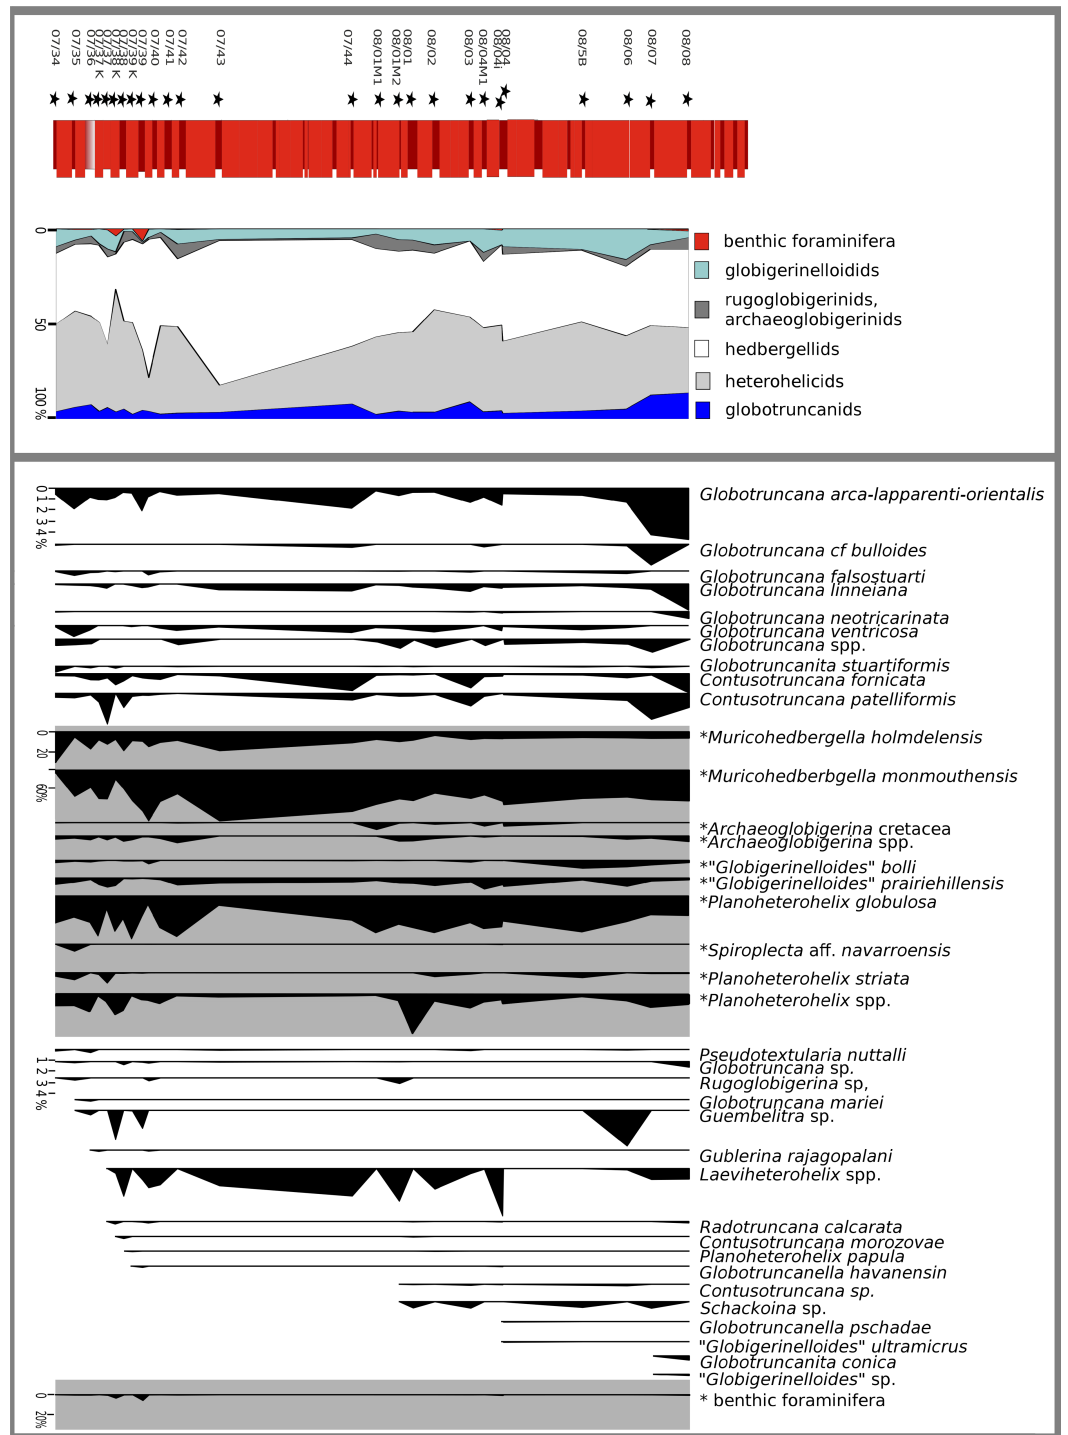 07/34
07/35
07/36
07/37 K
07/37
07/38 K
07/38
07/39 K
07/39
07/40
07/41
07/42
07/43
07/44
08/01M1
08/01M2
08/01
08/02
08/03
08/04M1
08/04i
08/04
08/5B
08/06
08/07
08/08
0
50
100 %
benthic foraminifera
globigerinelloidids
rugoglobigerinids,
archaeoglobigerinids
hedbergellids
heterohelicids
globotruncanids
0
1
2
3
4 %
Globotruncana arca-lapparenti-orientalis
Globotruncana cf bulloides
Globotruncana falsostuarti
Globotruncana linneiana
Globotruncana neotricarinata
Globotruncana ventricosa
Globotruncana spp.
Globotruncanita stuartiformis
Contusotruncana fornicata
Contusotruncana patelliformis
0
20
60%
*Muricohedbergella holmdelensis
*Muricohedberbgella monmouthensis
*Archaeoglobigerina cretacea
*Archaeoglobigerina spp.
*"Globigerinelloides" bolli
*"Globigerinelloides" prairiehillensis
*Planoheterohelix globulosa
*Spiroplecta aff. navarroensis
*Planoheterohelix striata
*Planoheterohelix spp.
1
2
3
4 %
Pseudotextularia nuttalli
Globotruncana sp.
Rugoglobigerina sp,
Globotruncana mariei
Guembelitra sp.
Gublerina rajagopalani
Laeviheterohelix spp.
Radotruncana calcarata
Contusotruncana morozovae
Planoheterohelix papula
Globotruncanella havanensin
Contusotruncana sp.
Schackoina sp.
Globotruncanella pschadae
"Globigerinelloides" ultramicrus
Globotruncanita conica
"Globigerinelloides" sp.
0
20%
* benthic foraminifera